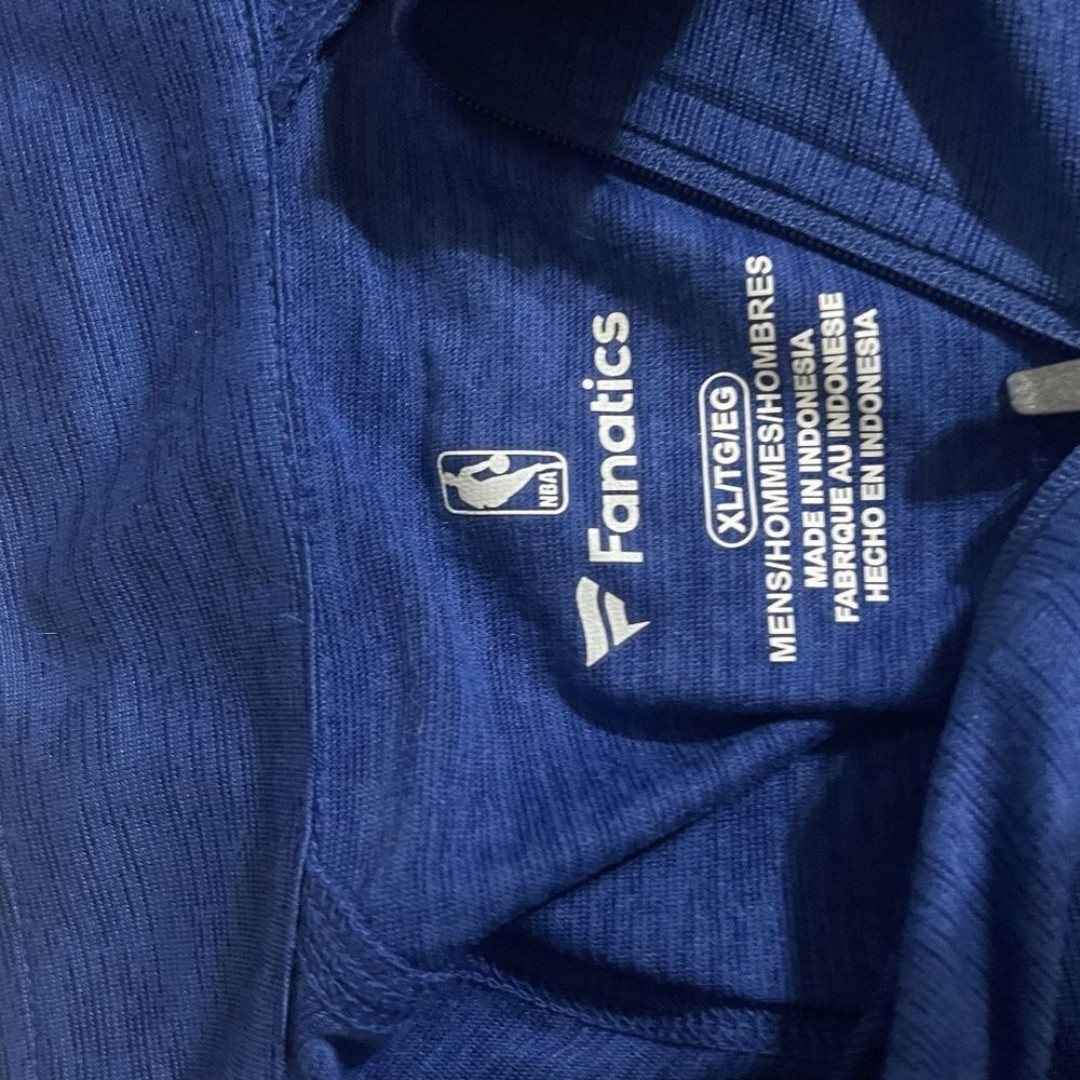 NBA
Fanatics
XL/TG/EG
MENS/HOMMES/HOMBRES
MADE IN INDONESIA
FABRIQUE AU INDONESIE
HECHO EN INDONESIA